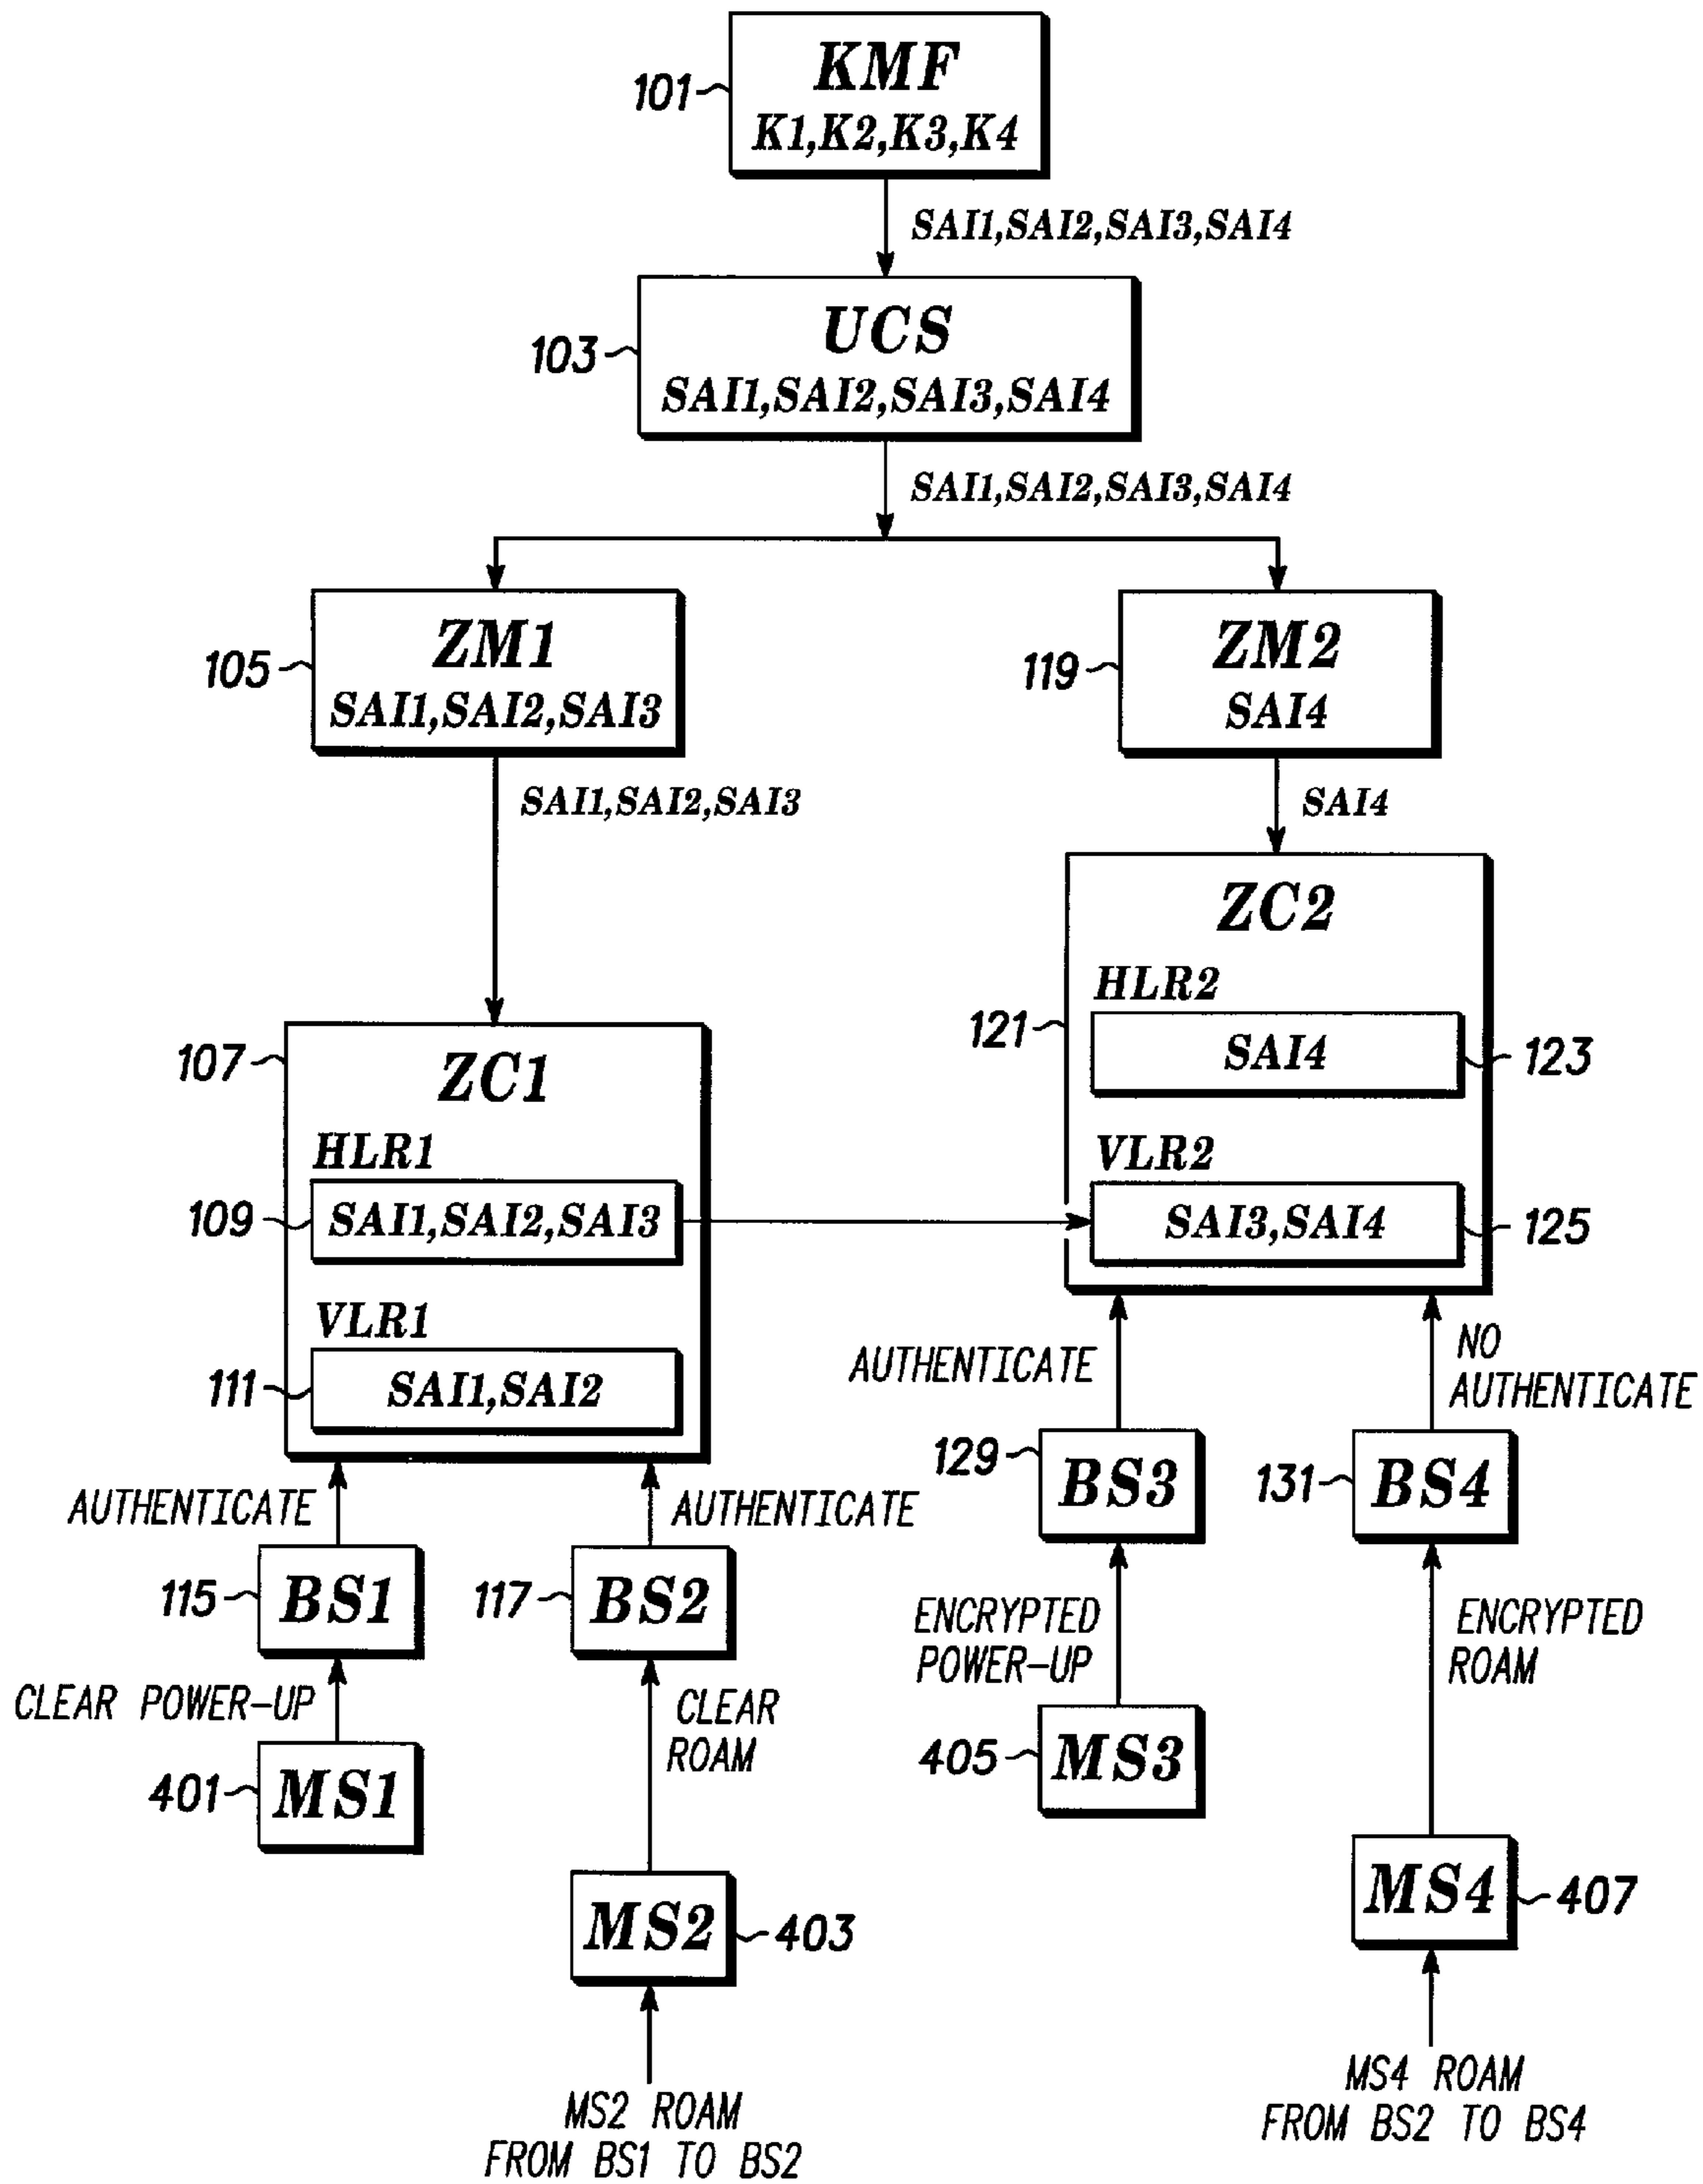 KMF
101
K1,K2,K3,K4
SAI1,SAI2,SAI3,SAI4
UCS
103
SAI1,SAI2,SAI3,SAI4
SAI1,SAI2,SAI3,SAI4
ZM1
105
SAI1,SAI2,SAI3
ZM2
119
SAI4
SAI1,SAI2,SAI3
SAI4
ZC2
HLR2
121
SAI4
123
VLR2
SAI3,SAI4
125
107
ZC1
HLR1
109
SAI1,SAI2,SAI3
VLR1
111
SAI1,SAI2
AUTHENTICATE
NO
AUTHENTICATE
129
BS3
131
BS4
AUTHENTICATE
AUTHENTICATE
115
BS1
117
BS2
ENCRYPTED
POWER-UP
ENCRYPTED
ROAM
CLEAR POWER-UP
CLEAR
ROAM
405
MS3
401
MS1
MS4
407
MS2
403
MS4 ROAM
FROM BS2 TO BS4
MS2 ROAM
FROM BS1 TO BS2